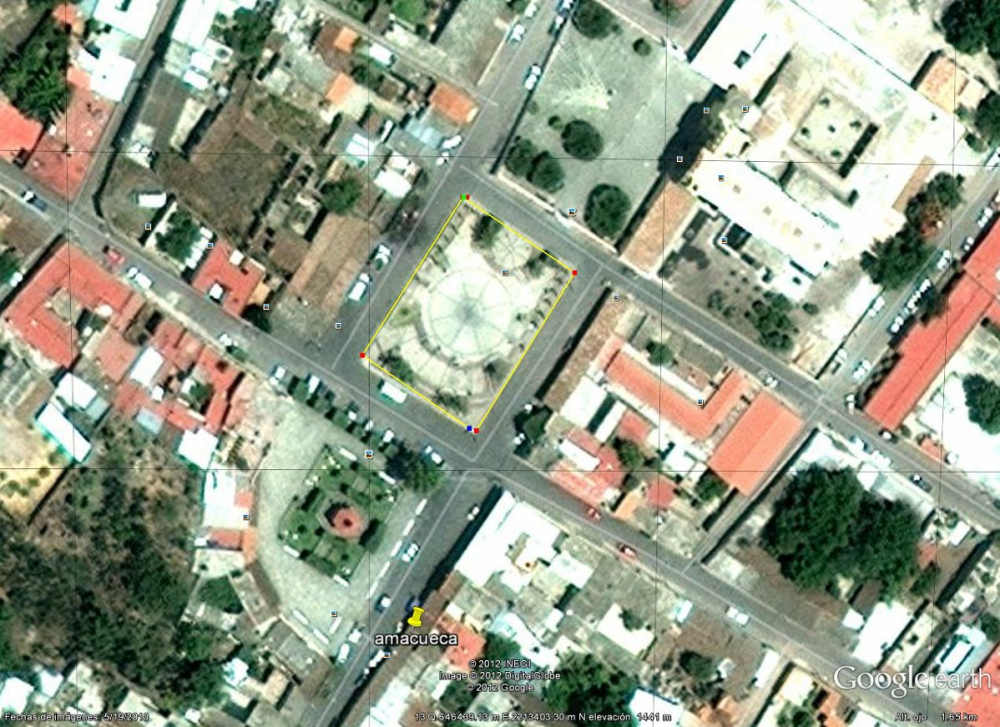 amacueca
© 2012 INEGI
Image © 2012 DigitalGlobe
© 2012 Google
Google earth
Fechas de imágenes: 5/19/2010
13 Q 646439.13 m E 2213403.30 m N elevación 1441 m
Alt. ojo 1.65 km